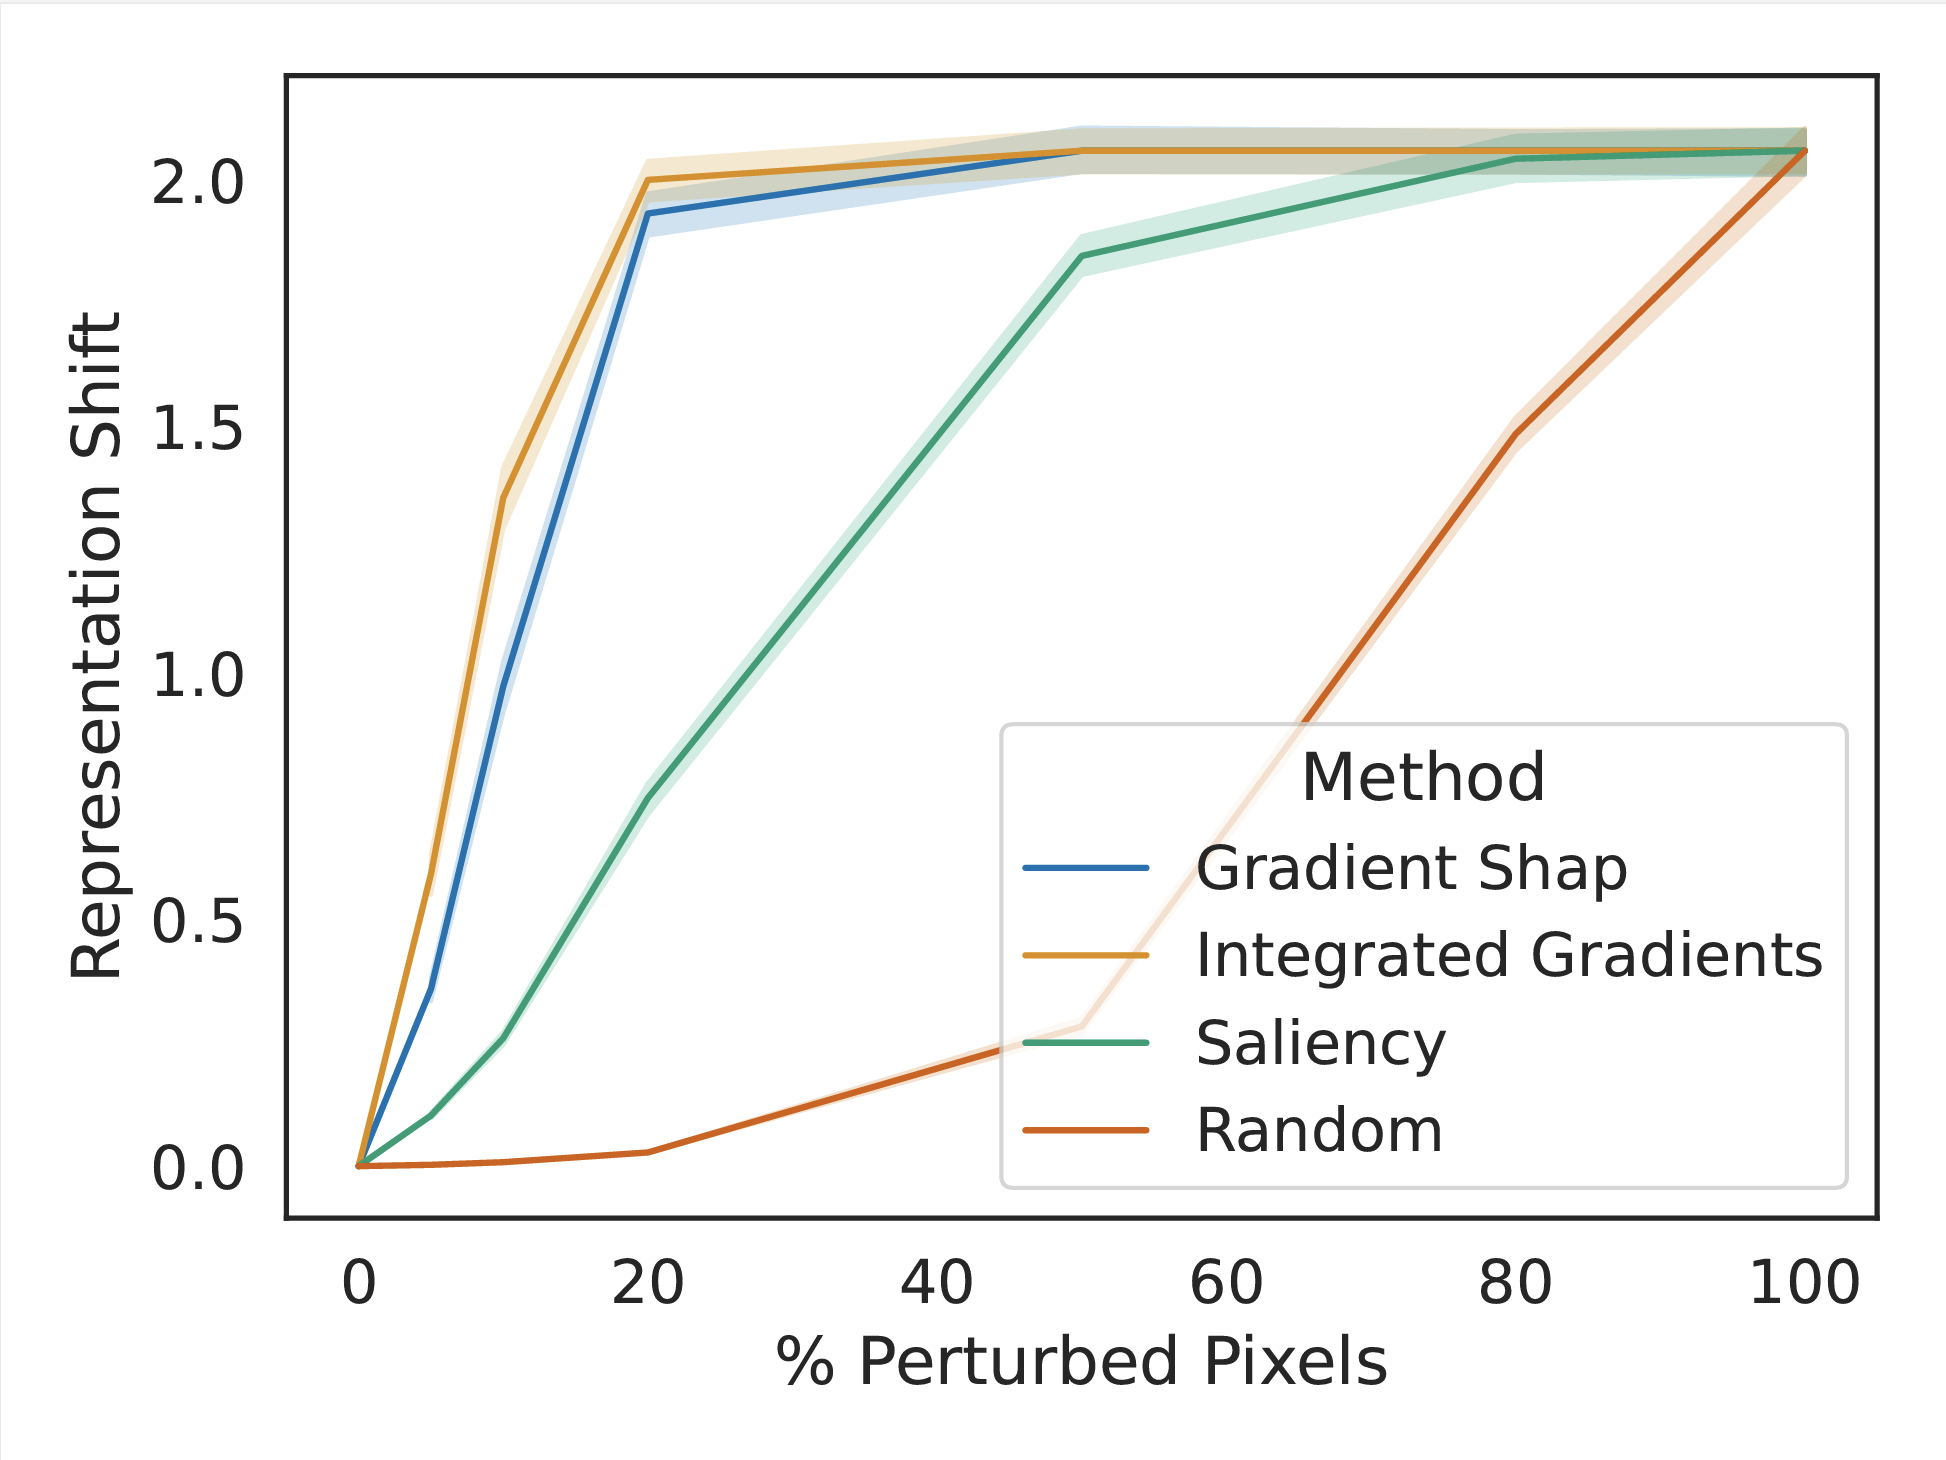 Representation Shift
2.0
1.5
1.0
0.5
0.0
Method
Gradient Shap
Integrated Gradients
Saliency
Random
0 20 40 60 80 100
% Perturbed Pixels